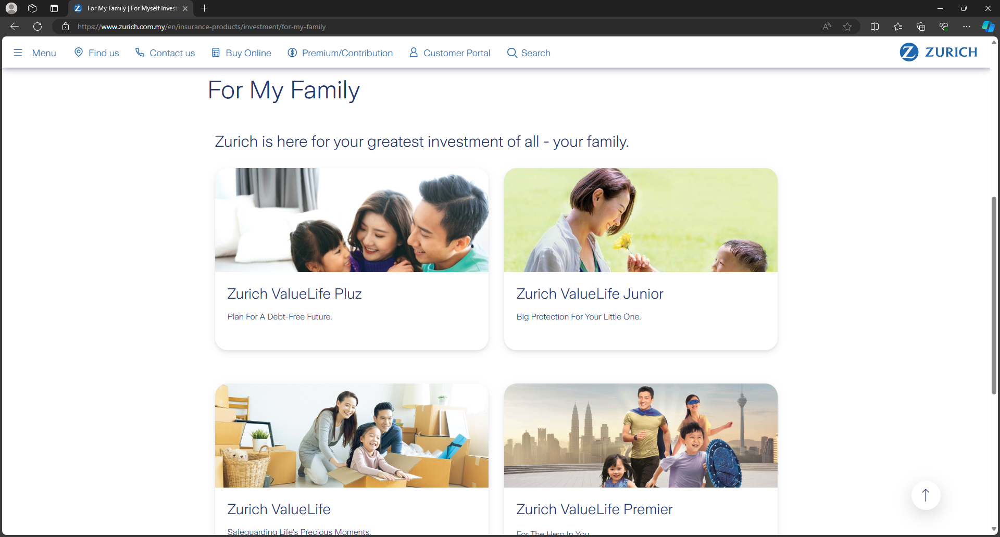 For My Family | For Myself Invest
https://www.zurich.com.my/en/insurance-products/investment/for-my-family
Menu
Find us
Contact us
Buy Online
Premium/Contribution
Customer Portal
Search
ZURICH
For My Family
Zurich is here for your greatest investment of all - your family.
Zurich ValueLife Pluz
Plan For A Debt-Free Future.
Zurich ValueLife Junior
Big Protection For Your Little One.
Zurich ValueLife
Safeguarding Life's Precious Moments.
Zurich ValueLife Premier
For The Hero In You